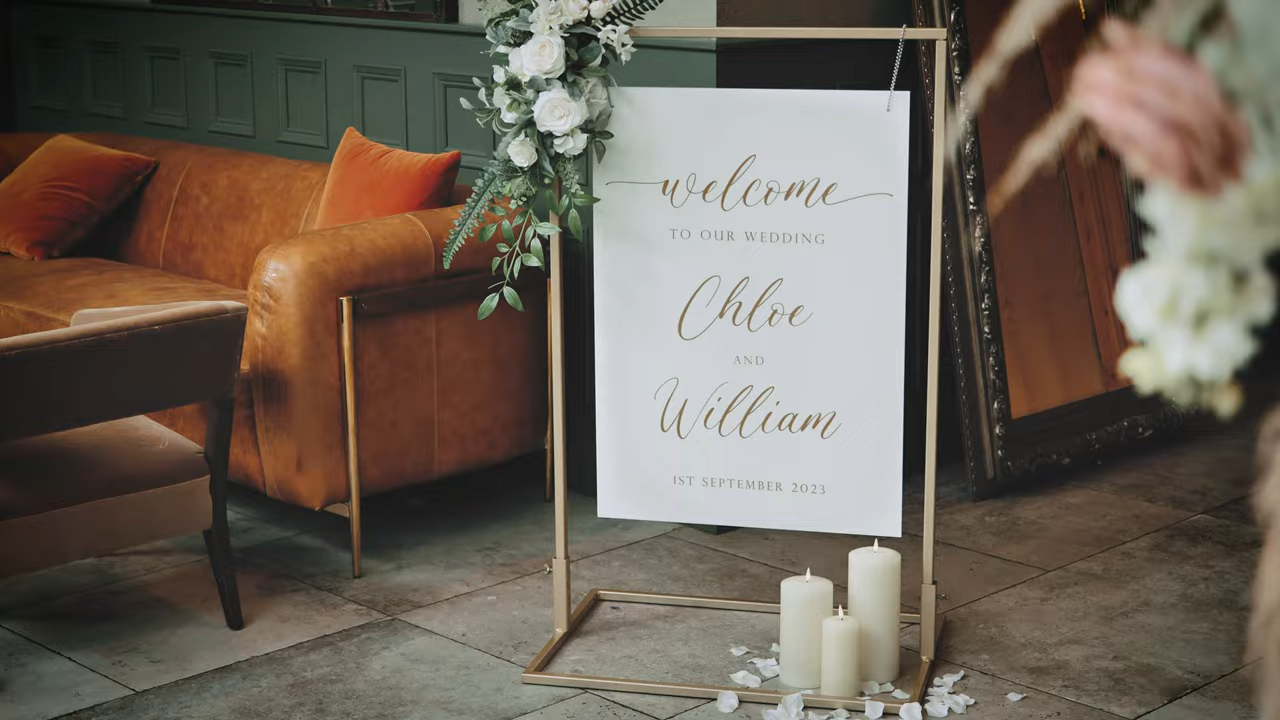 welcome
TO OUR WEDDING
Chloe
AND
William
1ST SEPTEMBER 2023